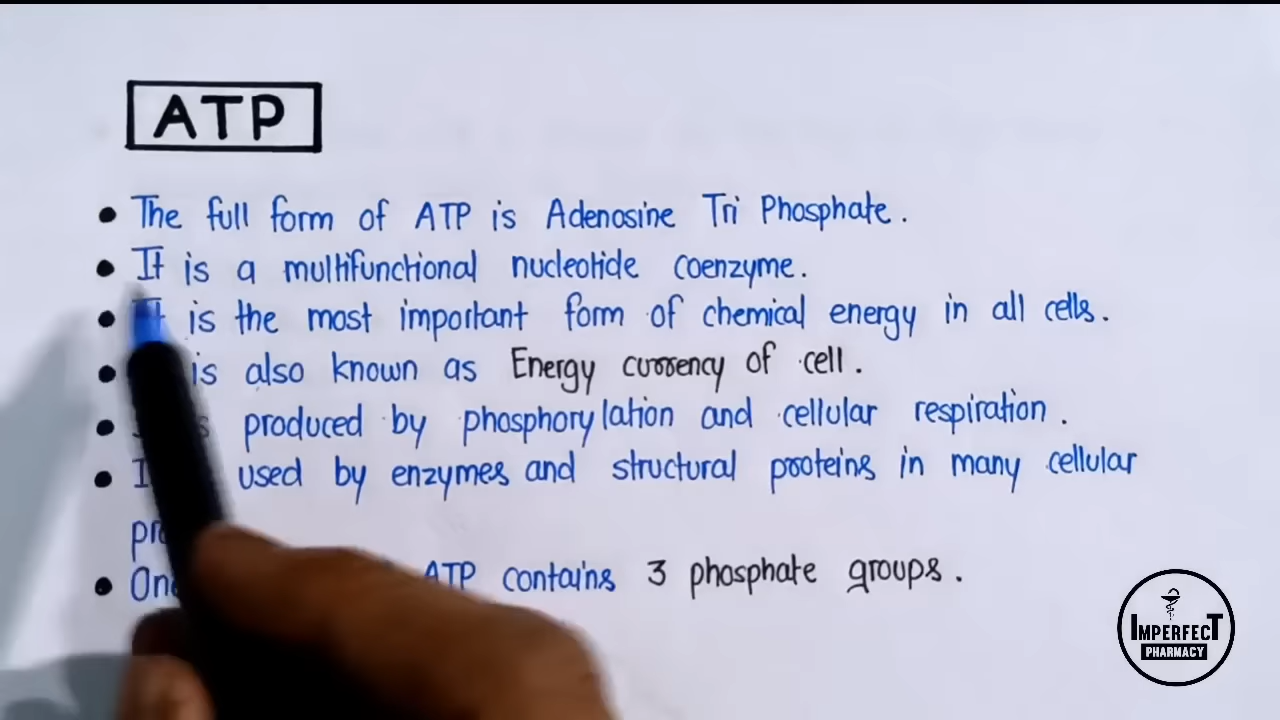 ATP
• The full form of ATP is Adenosine Tri Phosphate.
• It is a multifunctional nucleotide coenzyme.
• It is the most important form of chemical energy in all cells.
• is also known as Energy currency of cell.
• produced by phosphorylation and cellular respiration.
• used by enzymes and structural proteins in many cellular
• ATP contains 3 phosphate groups.
IMPERFECT
PHARMACY